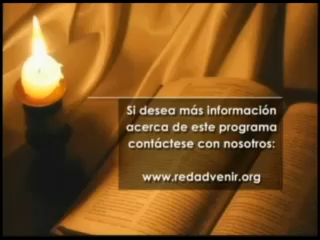 Si desea más información
acerca de este programa
contáctese con nosotros:
www.redadvenir.org